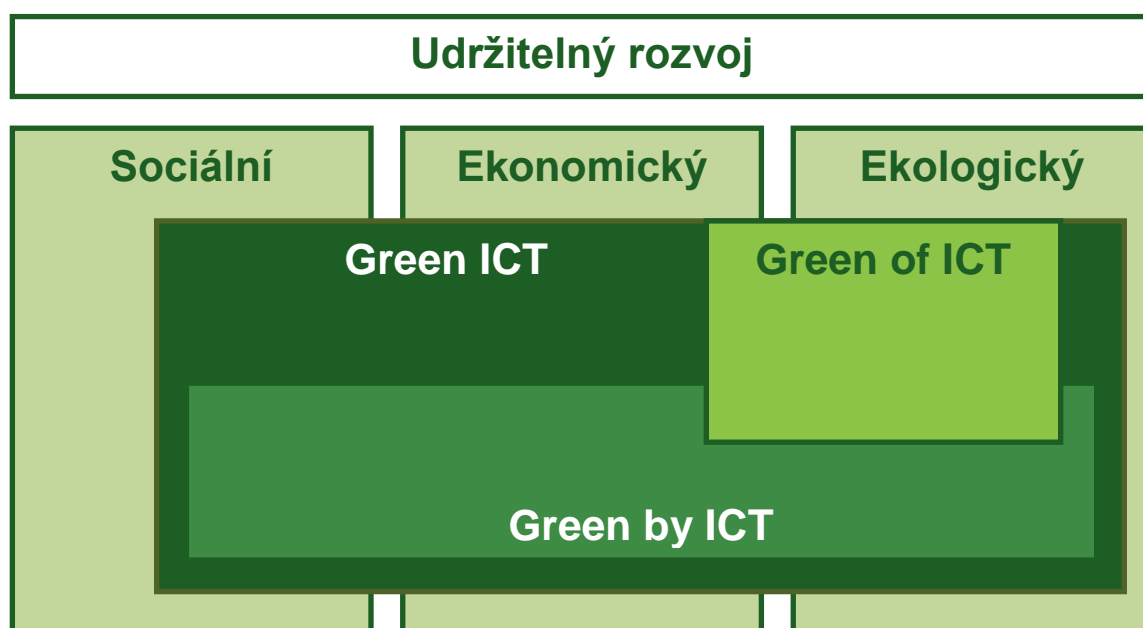 Udržitelný rozvoj
Sociální
Ekonomický
Ekologický
Green ICT
Green of ICT
Green by ICT